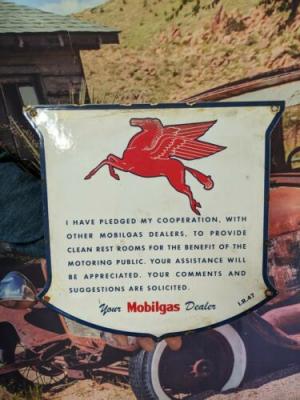 I HAVE PLEDGED MY COOPERATION, WITH
OTHER MOBILGAS DEALERS, TO PROVIDE
CLEAN REST ROOMS FOR THE BENEFIT OF THE
MOTORING PUBLIC. YOUR ASSISTANCE WILL
BE APPRECIATED. YOUR COMMENTS AND
SUGGESTIONS ARE SOLICITED.
Your Mobilgas Dealer
I.R.47